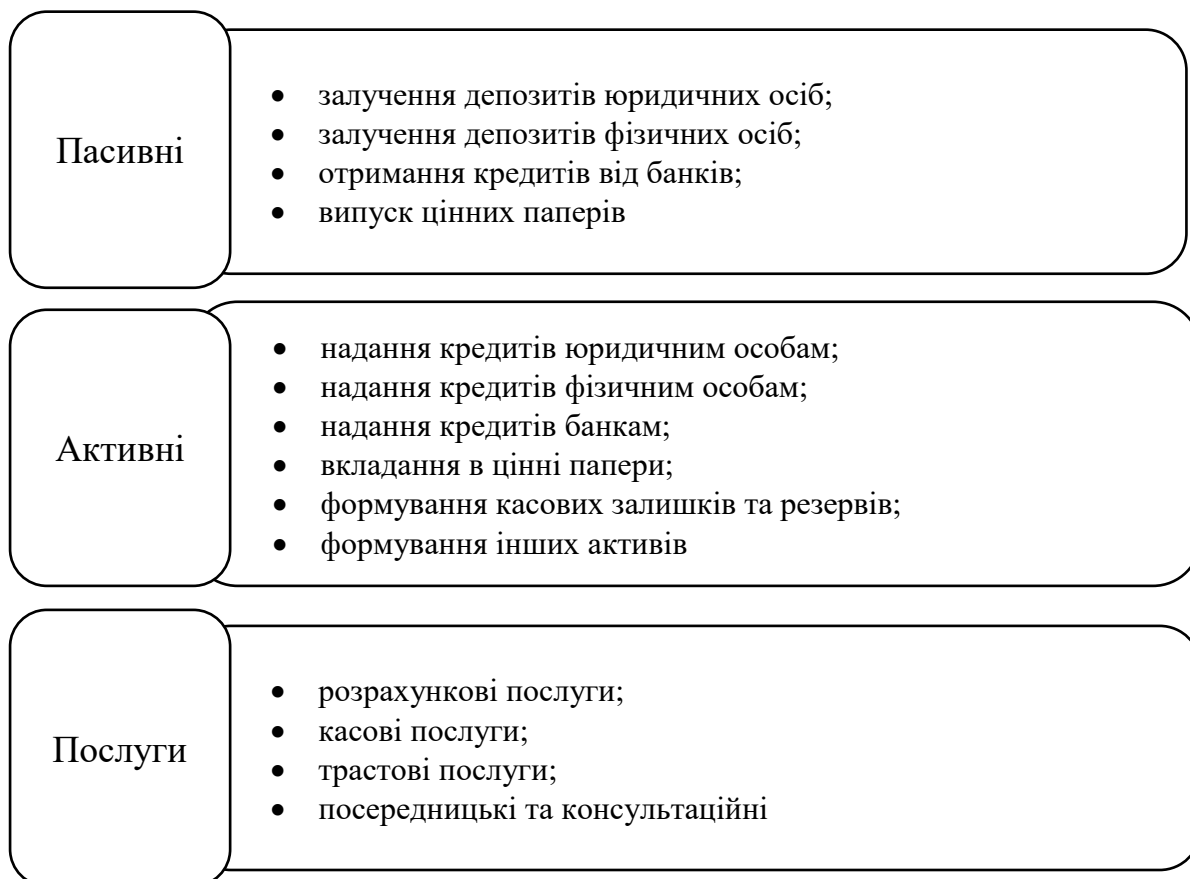 Пасивні
• залучення депозитів юридичних осіб;
• залучення депозитів фізичних осіб;
• отримання кредитів від банків;
• випуск цінних паперів
Активні
• надання кредитів юридичним особам;
• надання кредитів фізичним особам;
• надання кредитів банкам;
• вкладання в цінні папери;
• формування касових залишків та резервів;
• формування інших активів
Послуги
• розрахункові послуги;
• касові послуги;
• трастові послуги;
• посередницькі та консультаційні